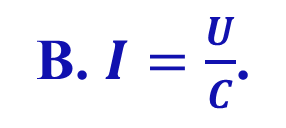 B. I = U/C.